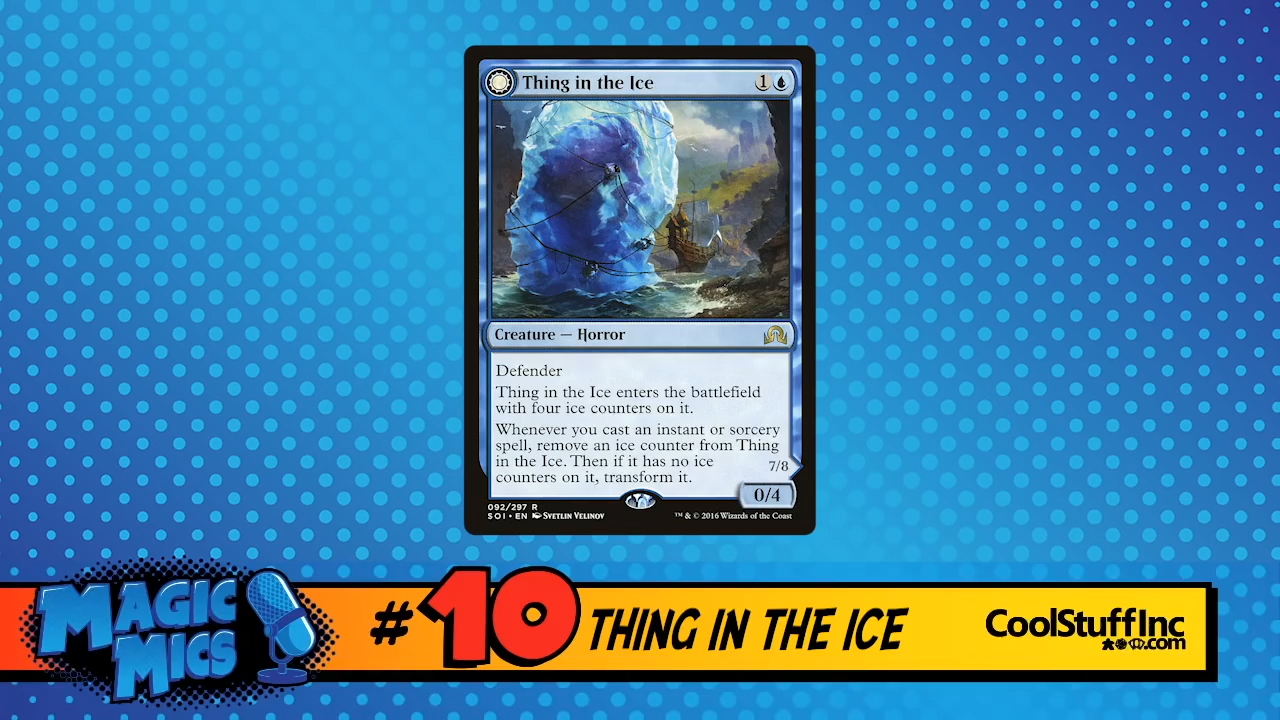 Thing in the Ice 1
Creature — Horror
Defender
Thing in the Ice enters the battlefield
with four ice counters on it.
Whenever you cast an instant or sorcery
spell, remove an ice counter from Thing
in the Ice. Then if it has no ice
counters on it, transform it.
7/8
0/4
092/297 R
SOI • EN Svetlin Velinov
™ & © 2016 Wizards of the Coast
MAGIC
MICS
#10 THING IN THE ICE
CoolStuffInc
.com